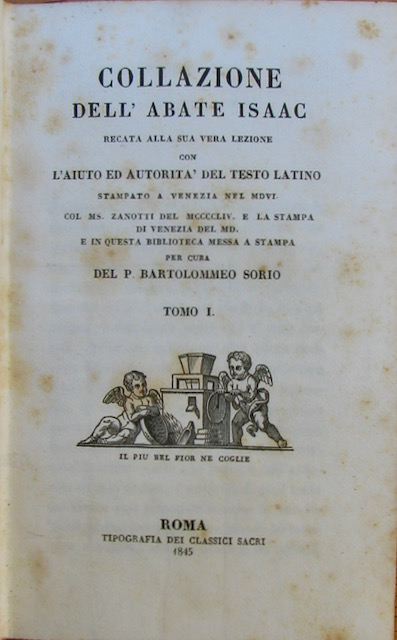 COLLAZIONE
DELL' ABATE ISAAC
RECATA ALLA SUA VERA LEZIONE
CON
L'AIUTO ED AUTORITA' DEL TESTO LATINO
STAMPATO A VENEZIA NEL MDVI.
COL MS. ZANOTTI DEL MCCCCLIV. E LA STAMPA
DI VENEZIA DEL MD.
E IN QUESTA BIBLIOTECA MESSA A STAMPA
PER CURA
DEL P. BARTOLOMMEO SORIO
TOMO I.
IL PIU BEL FIOR NE COGLIE
ROMA
TIPOGRAFIA DEI CLASSICI SACRI
1845